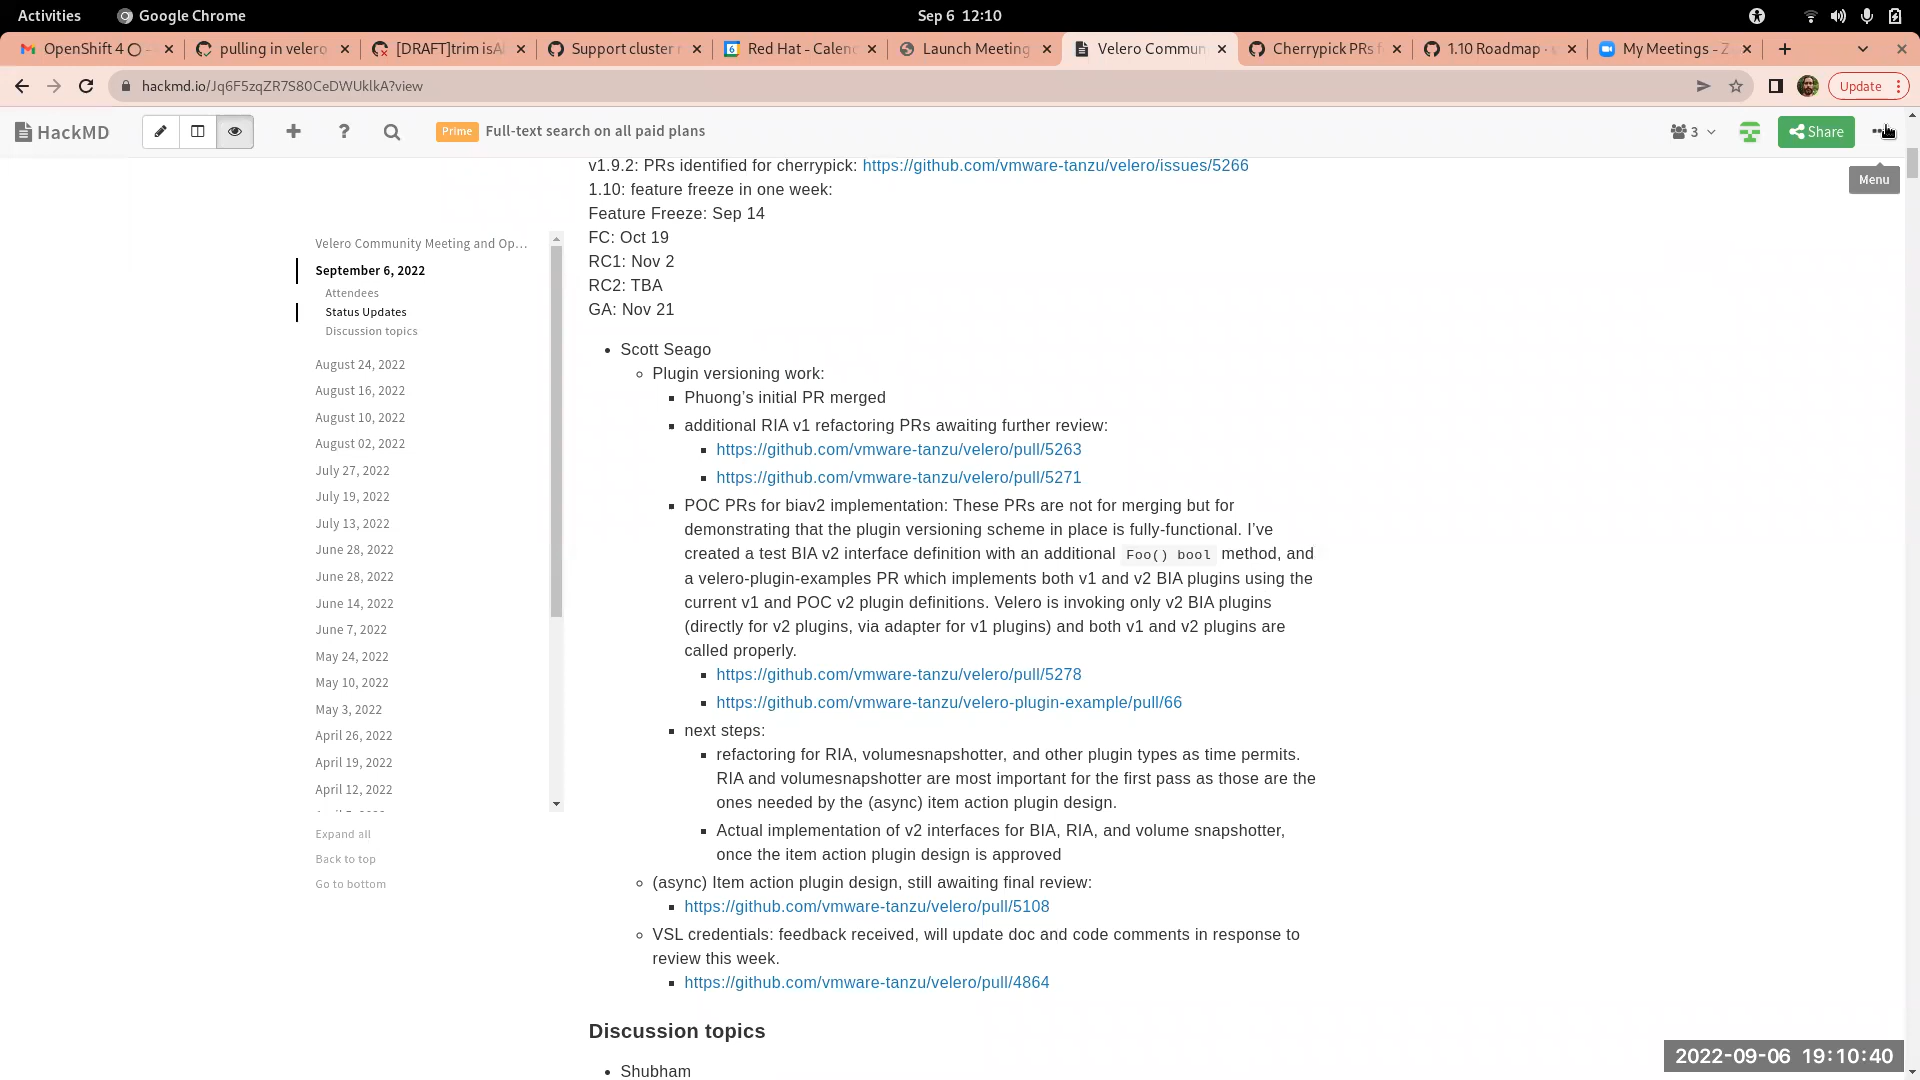 Activities
Google Chrome
Sep 6 12:10
OpenShift 4
pulling in velero
[DRAFT]trim isA
Support cluster
Red Hat - Calen
Launch Meeting
Velero Commun
Cherrypick PRs f
1.10 Roadmap ·
My Meetings - Z
hackmd.io/Jq6F5zqZR7S80CeDWUklkA?view
Update
HackMD
Prime
Full-text search on all paid plans
3
Share
Menu
v1.9.2: PRs identified for cherrypick: https://github.com/vmware-tanzu/velero/issues/5266
1.10: feature freeze in one week:
Feature Freeze: Sep 14
FC: Oct 19
RC1: Nov 2
RC2: TBA
GA: Nov 21
Velero Community Meeting and Op...
September 6, 2022
Attendees
Status Updates
Discussion topics
August 24, 2022
August 16, 2022
August 10, 2022
August 02, 2022
July 27, 2022
July 19, 2022
July 13, 2022
June 28, 2022
June 28, 2022
June 14, 2022
June 7, 2022
May 24, 2022
May 10, 2022
May 3, 2022
April 26, 2022
April 19, 2022
April 12, 2022
Expand all
Back to top
Go to bottom
• Scott Seago
◦ Plugin versioning work:
▪ Phuong’s initial PR merged
▪ additional RIA v1 refactoring PRs awaiting further review:
▪ https://github.com/vmware-tanzu/velero/pull/5263
▪ https://github.com/vmware-tanzu/velero/pull/5271
▪ POC PRs for biav2 implementation: These PRs are not for merging but for
demonstrating that the plugin versioning scheme in place is fully-functional. I’ve
created a test BIA v2 interface definition with an additional Foo() bool method, and
a velero-plugin-examples PR which implements both v1 and v2 BIA plugins using the
current v1 and POC v2 plugin definitions. Velero is invoking only v2 BIA plugins
(directly for v2 plugins, via adapter for v1 plugins) and both v1 and v2 plugins are
called properly.
▪ https://github.com/vmware-tanzu/velero/pull/5278
▪ https://github.com/vmware-tanzu/velero-plugin-example/pull/66
▪ next steps:
▪ refactoring for RIA, volumesnapshotter, and other plugin types as time permits.
RIA and volumesnapshotter are most important for the first pass as those are the
ones needed by the (async) item action plugin design.
▪ Actual implementation of v2 interfaces for BIA, RIA, and volume snapshotter,
once the item action plugin design is approved
◦ (async) Item action plugin design, still awaiting final review:
▪ https://github.com/vmware-tanzu/velero/pull/5108
◦ VSL credentials: feedback received, will update doc and code comments in response to
review this week.
▪ https://github.com/vmware-tanzu/velero/pull/4864
Discussion topics
• Shubham
2022-09-06 19:10:40